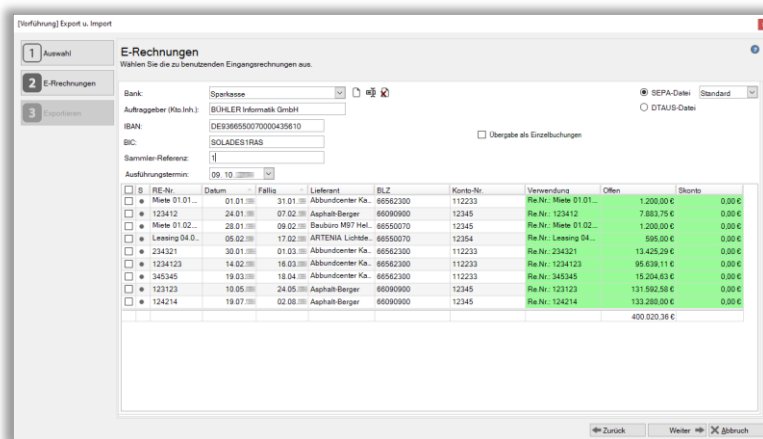 [Vorführung] Export u. Import
1 Auswahl
2 E-Rrechnungen
3 Exportieren
E-Rechnungen
Wählen Sie die zu benutzenden Eingangsrechnungen aus.
Bank: Sparkasse
SEPA-Datei Standard
Auftraggeber (Kto.Inh.): BÜHLER Informatik GmbH
DTAUS-Datei
IBAN: DE9366550070000435610
Übergabe als Einzelbuchungen
BIC: SOLADES1RAS
Sammler-Referenz: 1
Ausführungstermin: 09. 10.
S RE-Nr. Datum Fällig Lieferant BLZ Konto-Nr. Verwendung Offen Skonto
Miete 01.01... 01.01. 31.01. Abbundcenter Ka.. 66562300 112233 Re.Nr.: Miete 01.01... 1.200,00 € 0,00 €
123412 24.01. 07.02. Asphalt-Berger 66090900 12345 Re.Nr.: 123412 7.883,75 € 0,00 €
Miete 01.02... 28.01. 09.02. Baubüro M97 Hel.. 66550070 12345 Re.Nr.: Miete 01.02... 1.200,00 € 0,00 €
Leasing 04.0.. 05.02. 17.02. ARTENIA Lichtde.. 66550070 12354 Re.Nr.: Leasing 04.... 595,00 € 0,00 €
234321 30.01. 01.03. Abbundcenter Ka.. 66562300 112233 Re.Nr.: 234321 13.425,29 € 0,00 €
1234123 14.02. 16.03. Abbundcenter Ka.. 66562300 112233 Re.Nr.: 1234123 95.639,11 € 0,00 €
345345 19.03. 18.04. Abbundcenter Ka.. 66562300 112233 Re.Nr.: 345345 15.204,63 € 0,00 €
123123 10.05. 24.05. Asphalt-Berger 66090900 12345 Re.Nr.: 123123 131.592,58 € 0,00 €
124214 19.07. 02.08. Asphalt-Berger 66090900 12345 Re.Nr.: 124214 133.280,00 € 0,00 €
400.020,36 €
Zurück Weiter Abbruch